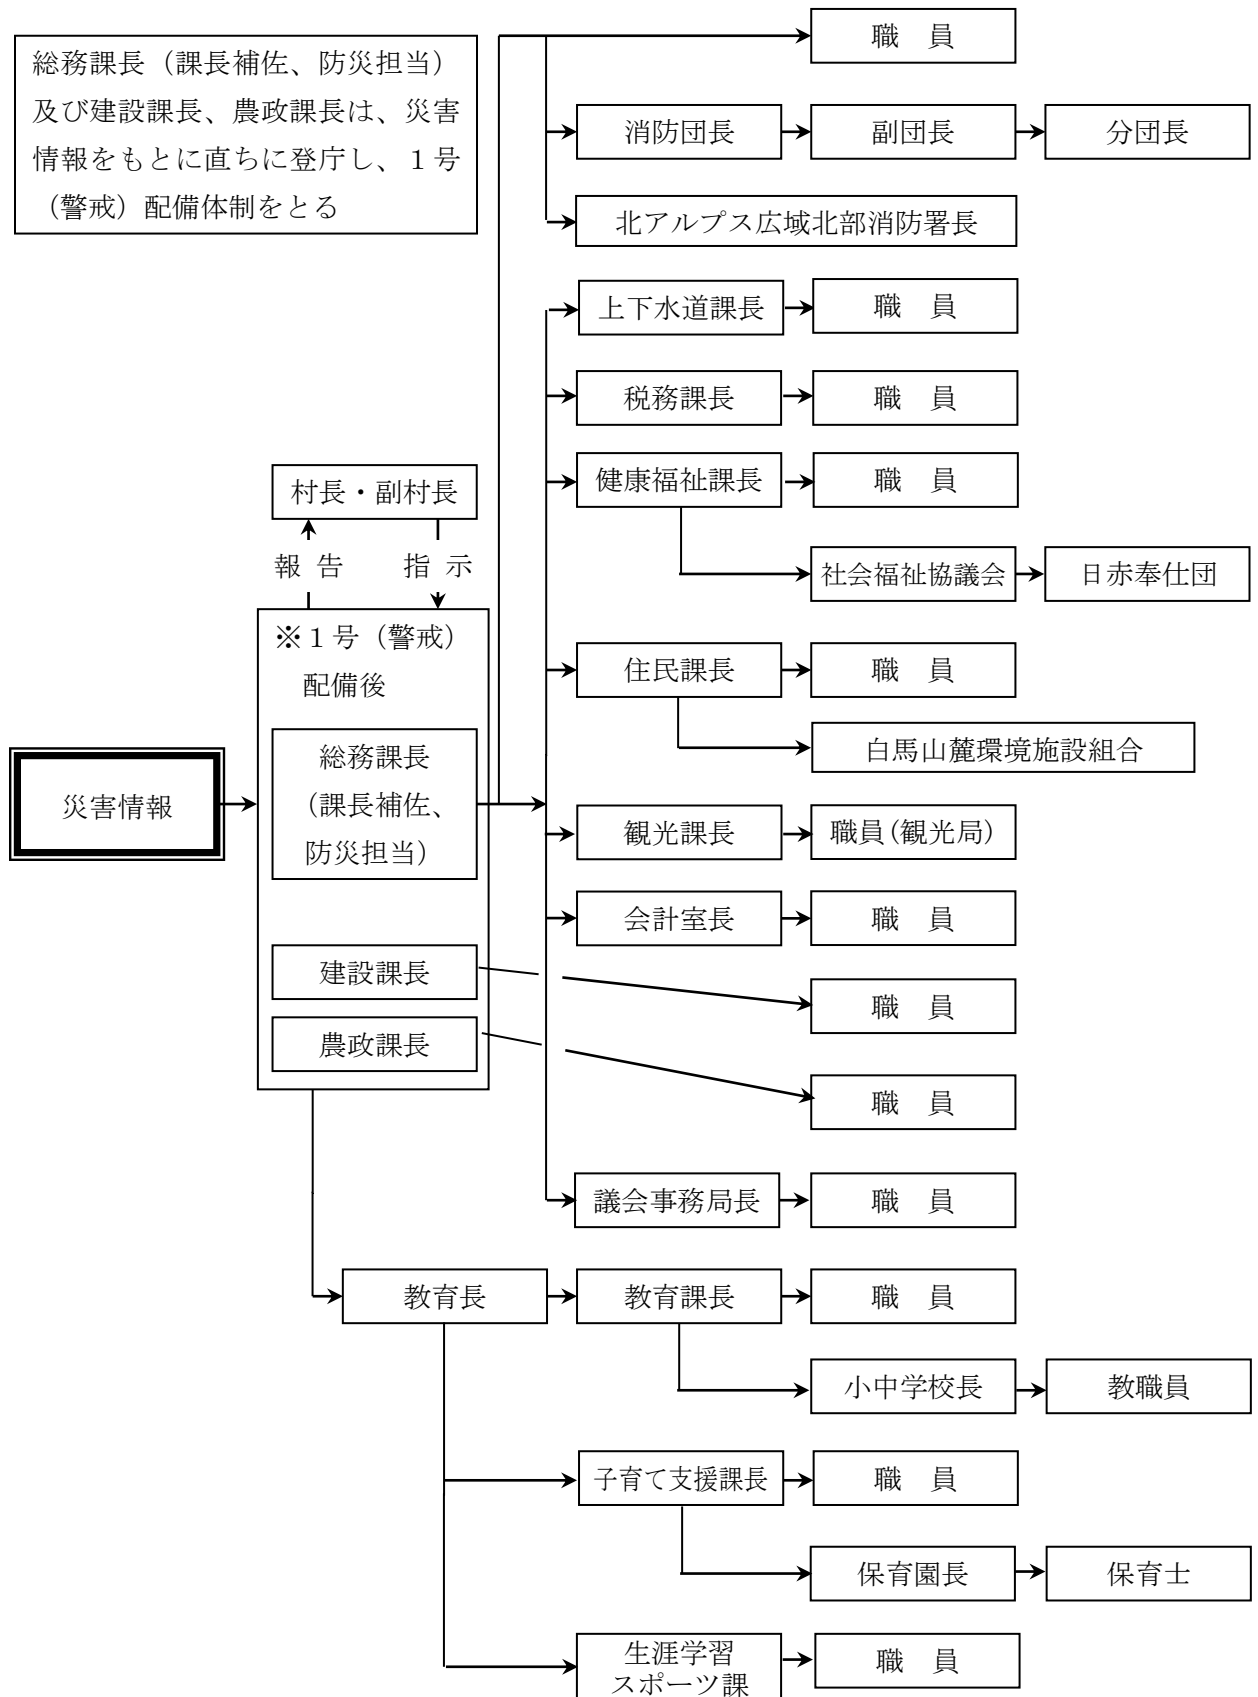 職　員
総務課長（課長補佐、防災担当）
及び建設課長、農政課長は、災害
情報をもとに直ちに登庁し、１号
（警戒）配備体制をとる
消防団長
副団長
分団長
北アルプス広域北部消防署長
上下水道課長
職　員
税務課長
職　員
健康福祉課長
職　員
村長・副村長
報 告
指 示
社会福祉協議会
日赤奉仕団
※１号（警戒）
配備後
住民課長
職　員
白馬山麓環境施設組合
総務課長
（課長補佐、
防災担当）
災害情報
観光課長
職員(観光局)
会計室長
職　員
建設課長
職　員
農政課長
職　員
議会事務局長
職　員
教育長
教育課長
職　員
小中学校長
教職員
子育て支援課長
職　員
保育園長
保育士
生涯学習
スポーツ課
職　員